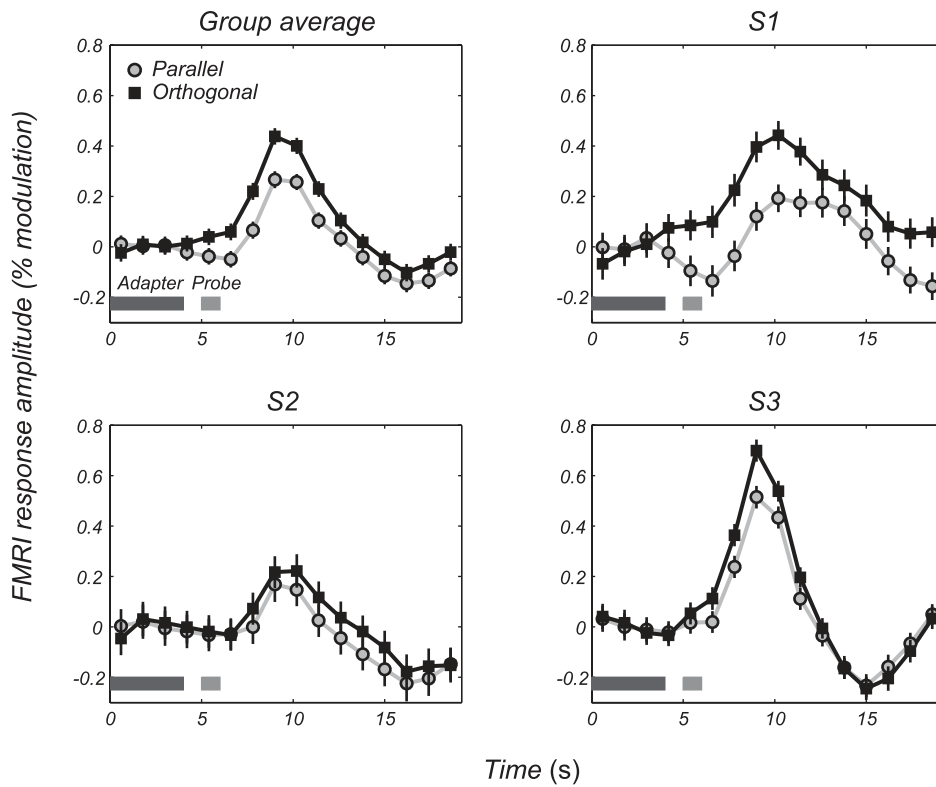 Group average
S1
0.8
0.6
0.4
0.2
0
-0.2
Parallel
Orthogonal
Adapter Probe
0 5 10 15
0.8
0.6
0.4
0.2
0
-0.2
0 5 10 15
S2
S3
0.8
0.6
0.4
0.2
0
-0.2
0 5 10 15
0.8
0.6
0.4
0.2
0
-0.2
0 5 10 15
FMRI response amplitude (% modulation)
Time (s)